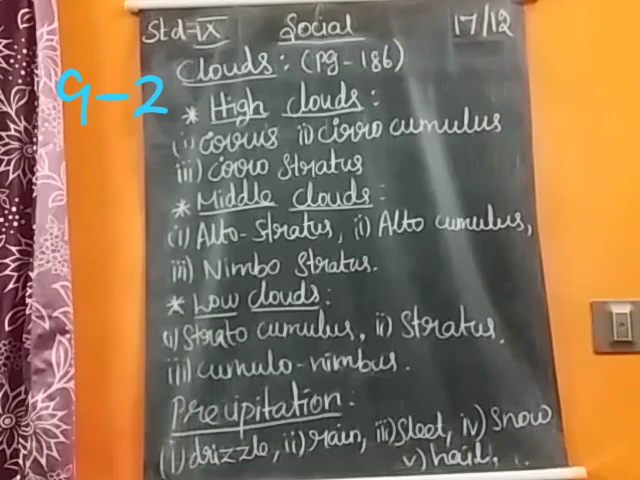 Std-IX Social 17/12
Clouds: (Pg-186)
9-2
* High clouds:
(i) Cirrus ii) Cirro cumulus
iii) Cirro Stratus
* Middle clouds:
(i) Alto-Stratus, ii) Alto cumulus,
iii) Nimbo Stratus.
* Low clouds:
(i) Strato cumulus, ii) Stratus.
iii) cumulo-nimbus.
Precipitation:
(i) drizzle, ii) rain, iii) Sleet, iv) Snow
v) hail,